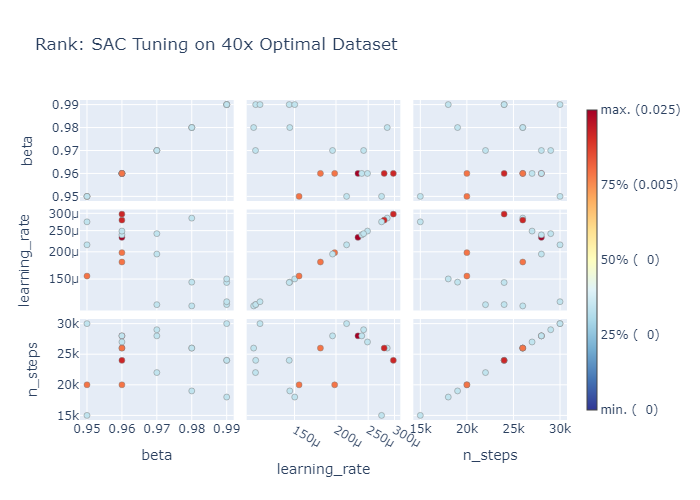 Rank: SAC Tuning on 40x Optimal Dataset
0.99
0.98
0.97
0.96
0.95
beta
300μ
250μ
200μ
150μ
learning_rate
30k
25k
20k
15k
n_steps
0.95 0.96 0.97 0.98 0.99
beta
150μ 200μ 250μ 300μ
learning_rate
15k 20k 25k 30k
n_steps
max. (0.025)
75% (0.005)
50% (  0)
25% (  0)
min. (  0)